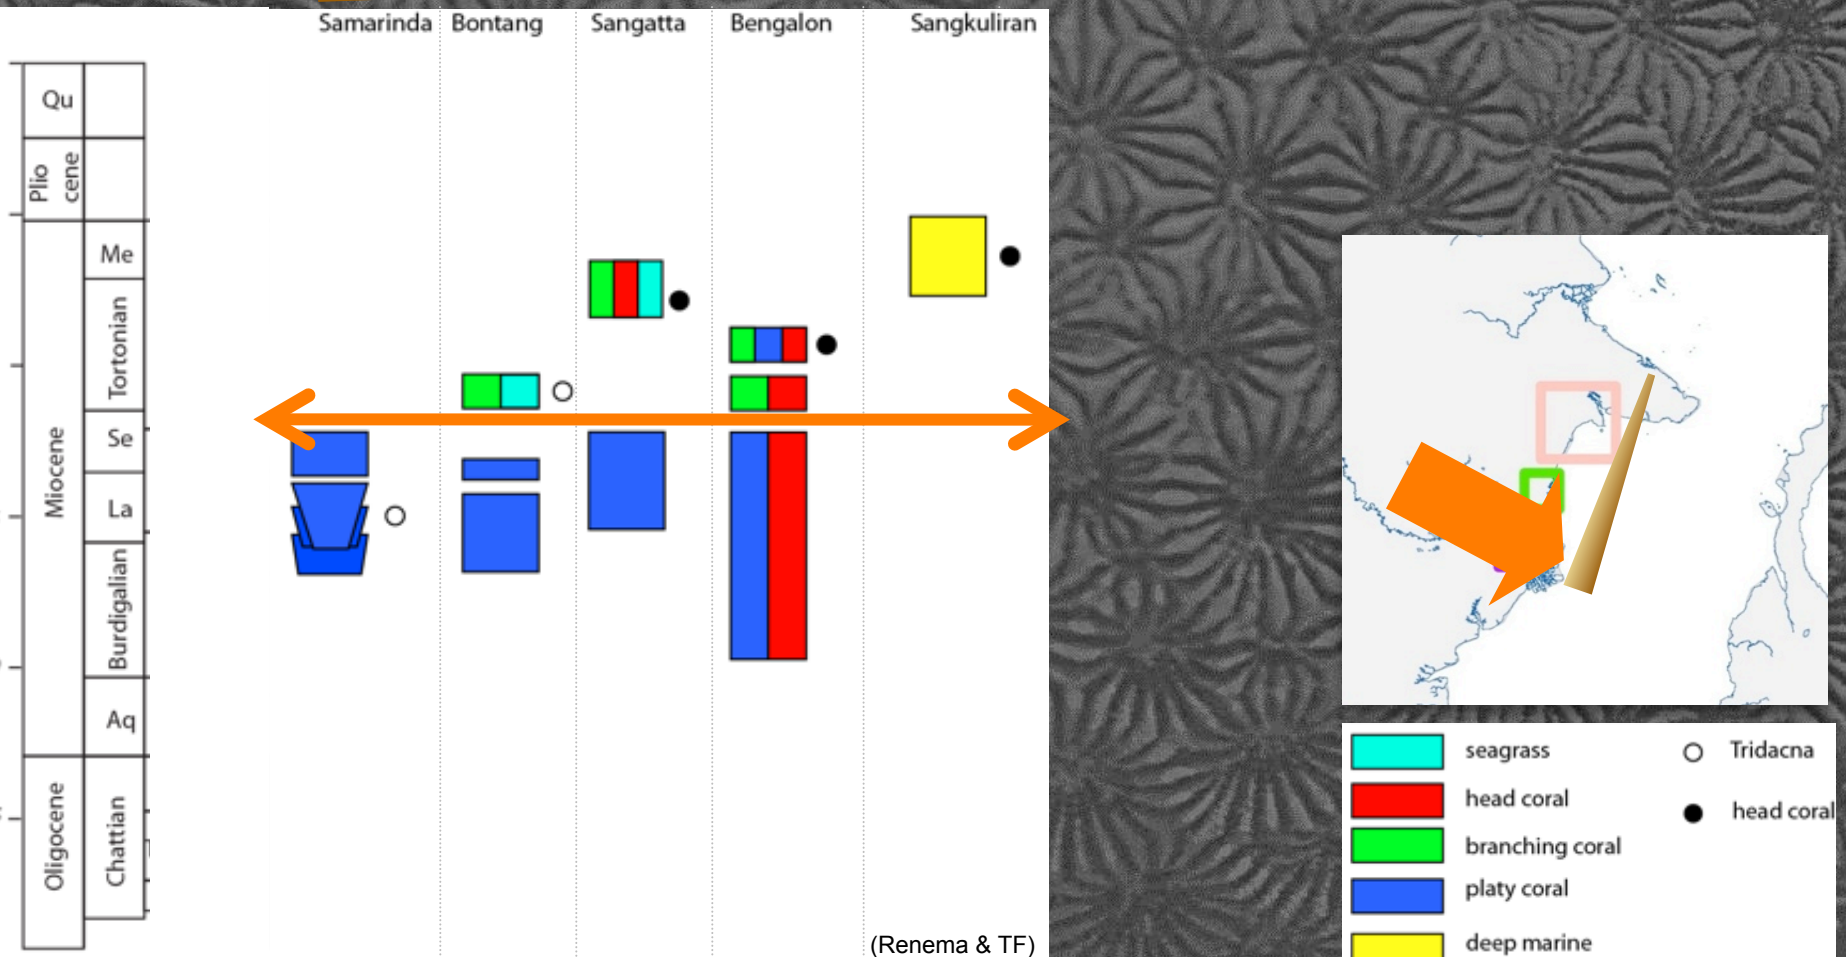 Samarinda Bontang Sangatta Bengalon Sangkuliran
Qu
Plio
cene
Miocene
Me
Tortonian
Se
La
Burdigalian
Aq
Oligocene
Chattian
(Renema & TF)
seagrass
head coral
branching coral
platy coral
deep marine
Tridacna
head coral